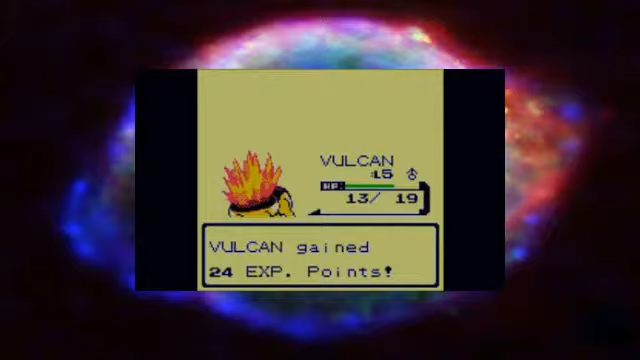 VULCAN
:L5 ♂
HP:
13/ 19
VULCAN gained
24 EXP. Points!